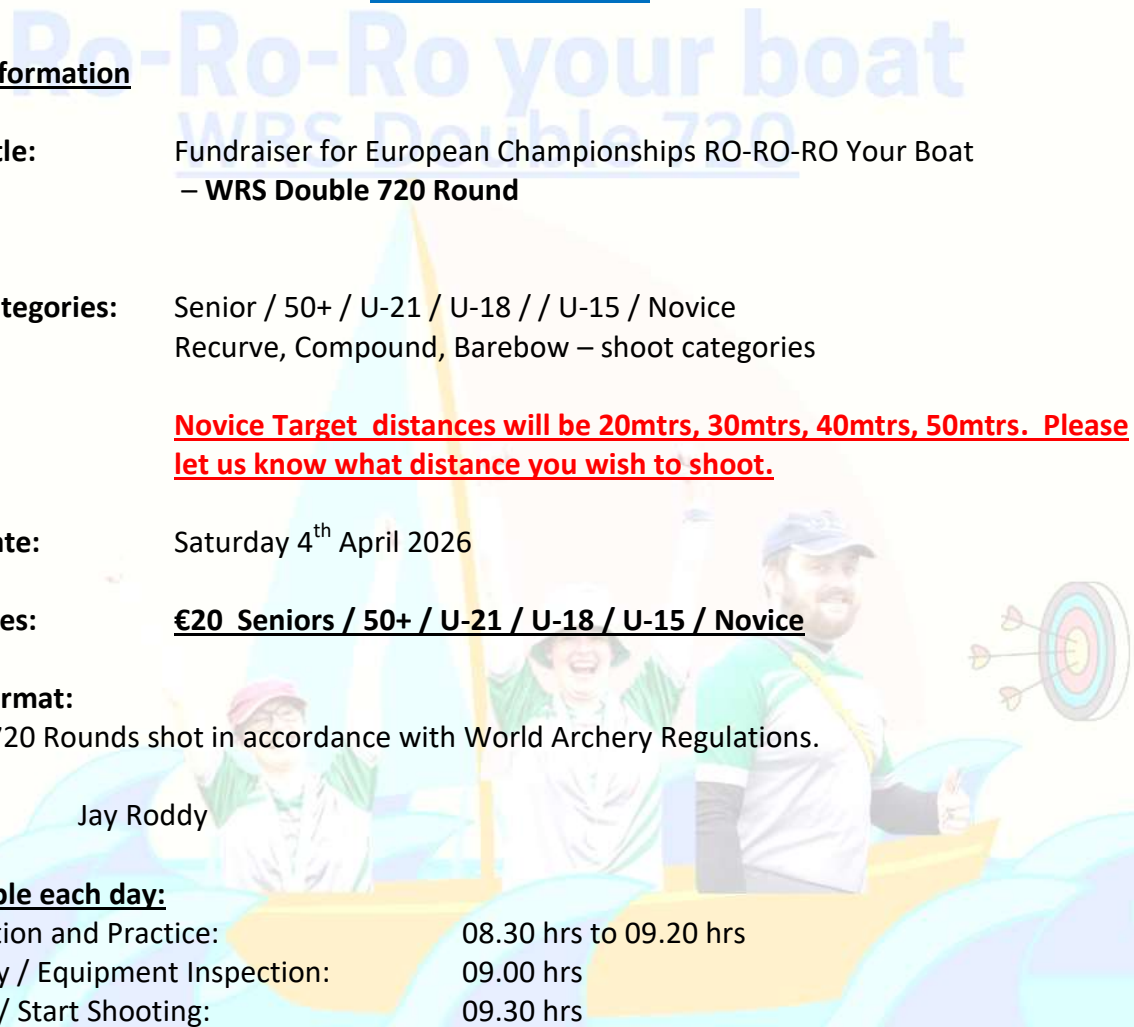 Ro-Ro-Ro your boat
WRS Double 720
formation
tle: Fundraiser for European Championships RO-RO-RO Your Boat
– WRS Double 720 Round
tegories: Senior / 50+ / U-21 / U-18 / / U-15 / Novice
Recurve, Compound, Barebow – shoot categories
Novice Target distances will be 20mtrs, 30mtrs, 40mtrs, 50mtrs. Please
let us know what distance you wish to shoot.
te: Saturday 4th April 2026
es: €20 Seniors / 50+ / U-21 / U-18 / U-15 / Novice
rmat:
720 Rounds shot in accordance with World Archery Regulations.
Jay Roddy
ble each day:
tion and Practice: 08.30 hrs to 09.20 hrs
y / Equipment Inspection: 09.00 hrs
/ Start Shooting: 09.30 hrs